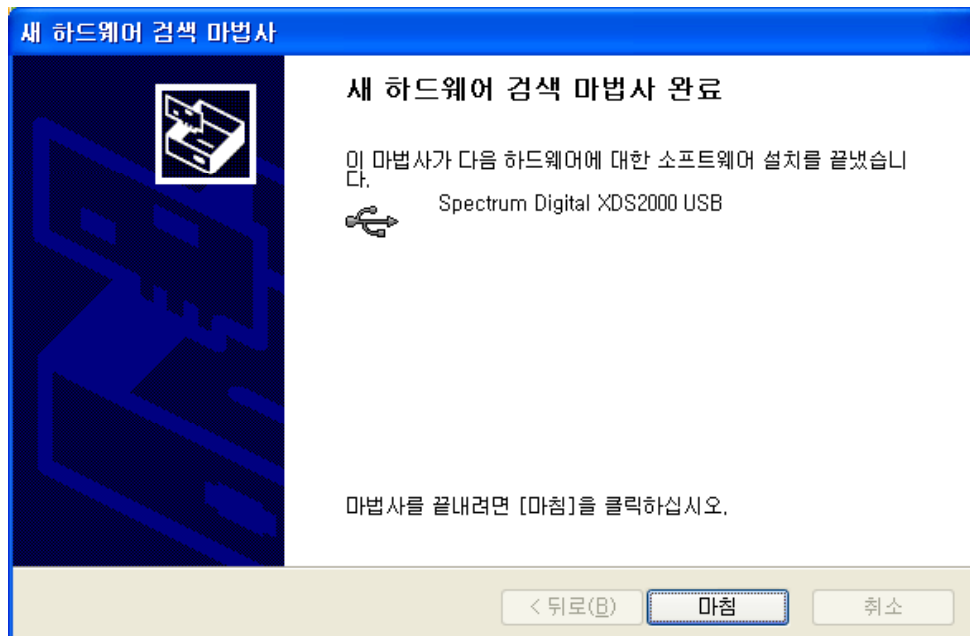 새 하드웨어 검색 마법사
새 하드웨어 검색 마법사 완료
이 마법사가 다음 하드웨어에 대한 소프트웨어 설치를 끝냈습니
다.
Spectrum Digital XDS2000 USB
마법사를 끝내려면 [마침]을 클릭하십시오.
< 뒤로(B) 마침 취소